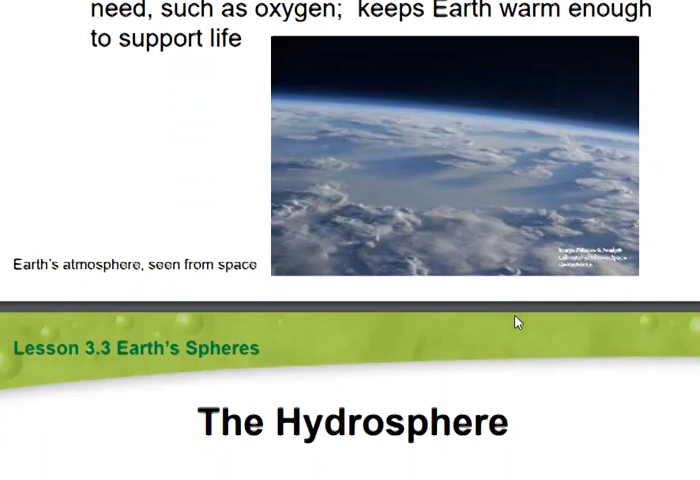 need, such as oxygen;  keeps Earth warm enough
to support life
Earth's atmosphere, seen from space
Lesson 3.3 Earth's Spheres
The Hydrosphere